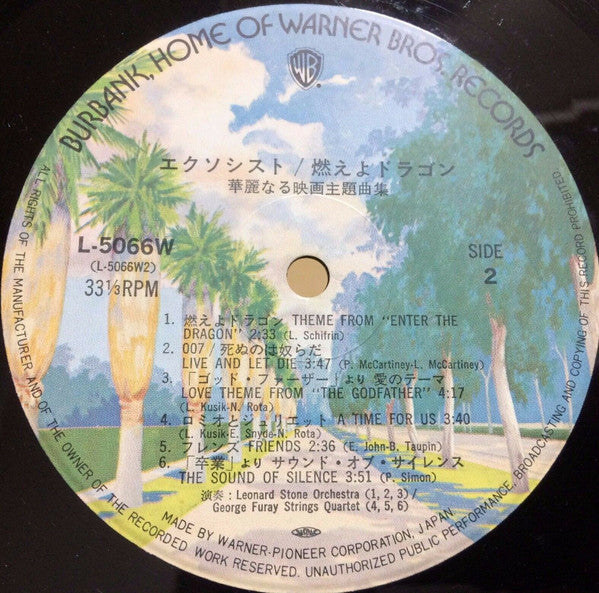 BURBANK, HOME OF WARNER BROS. RECORDS
WB
エクソシスト / 燃えよドラゴン
華麗なる映画主題曲集
L-5066W
(L-5066W2)
33⅓RPM
SIDE
2
1. 燃えよドラゴン THEME FROM "ENTER THE
DRAGON" 2:33 (L. Schifrin)
2. 007 / 死ぬのは奴らだ
LIVE AND LET DIE 3:47 (P. McCartiney-L. McCartiney)
3. 「ゴッド・ファーザー」より 愛のテーマ
LOVE THEME FROM "THE GODFATHER" 4:17
(L. Kusik-N. Rota)
4. ロミオとジュリエット A TIME FOR US 3:40
(L. Kusik-E. Snyde-N. Rota)
5. フレンズ FRIENDS 2:36 (E. John-B. Taupin)
6. 「卒業」より サウンド・オブ・サイレンス
THE SOUND OF SILENCE 3:51 (P. Simon)
演奏 : Leonard Stone Orchestra (1, 2, 3) /
George Furay Strings Quartet (4, 5, 6)
MADE BY WARNER-PIONEER CORPORATION, JAPAN.
ALL RIGHTS OF THE MANUFACTURER AND OF THE OWNER OF THE RECORDED WORK RESERVED. UNAUTHORIZED PUBLIC PERFORMANCE, BROADCASTING AND COPYING OF THIS RECORD PROHIBITED